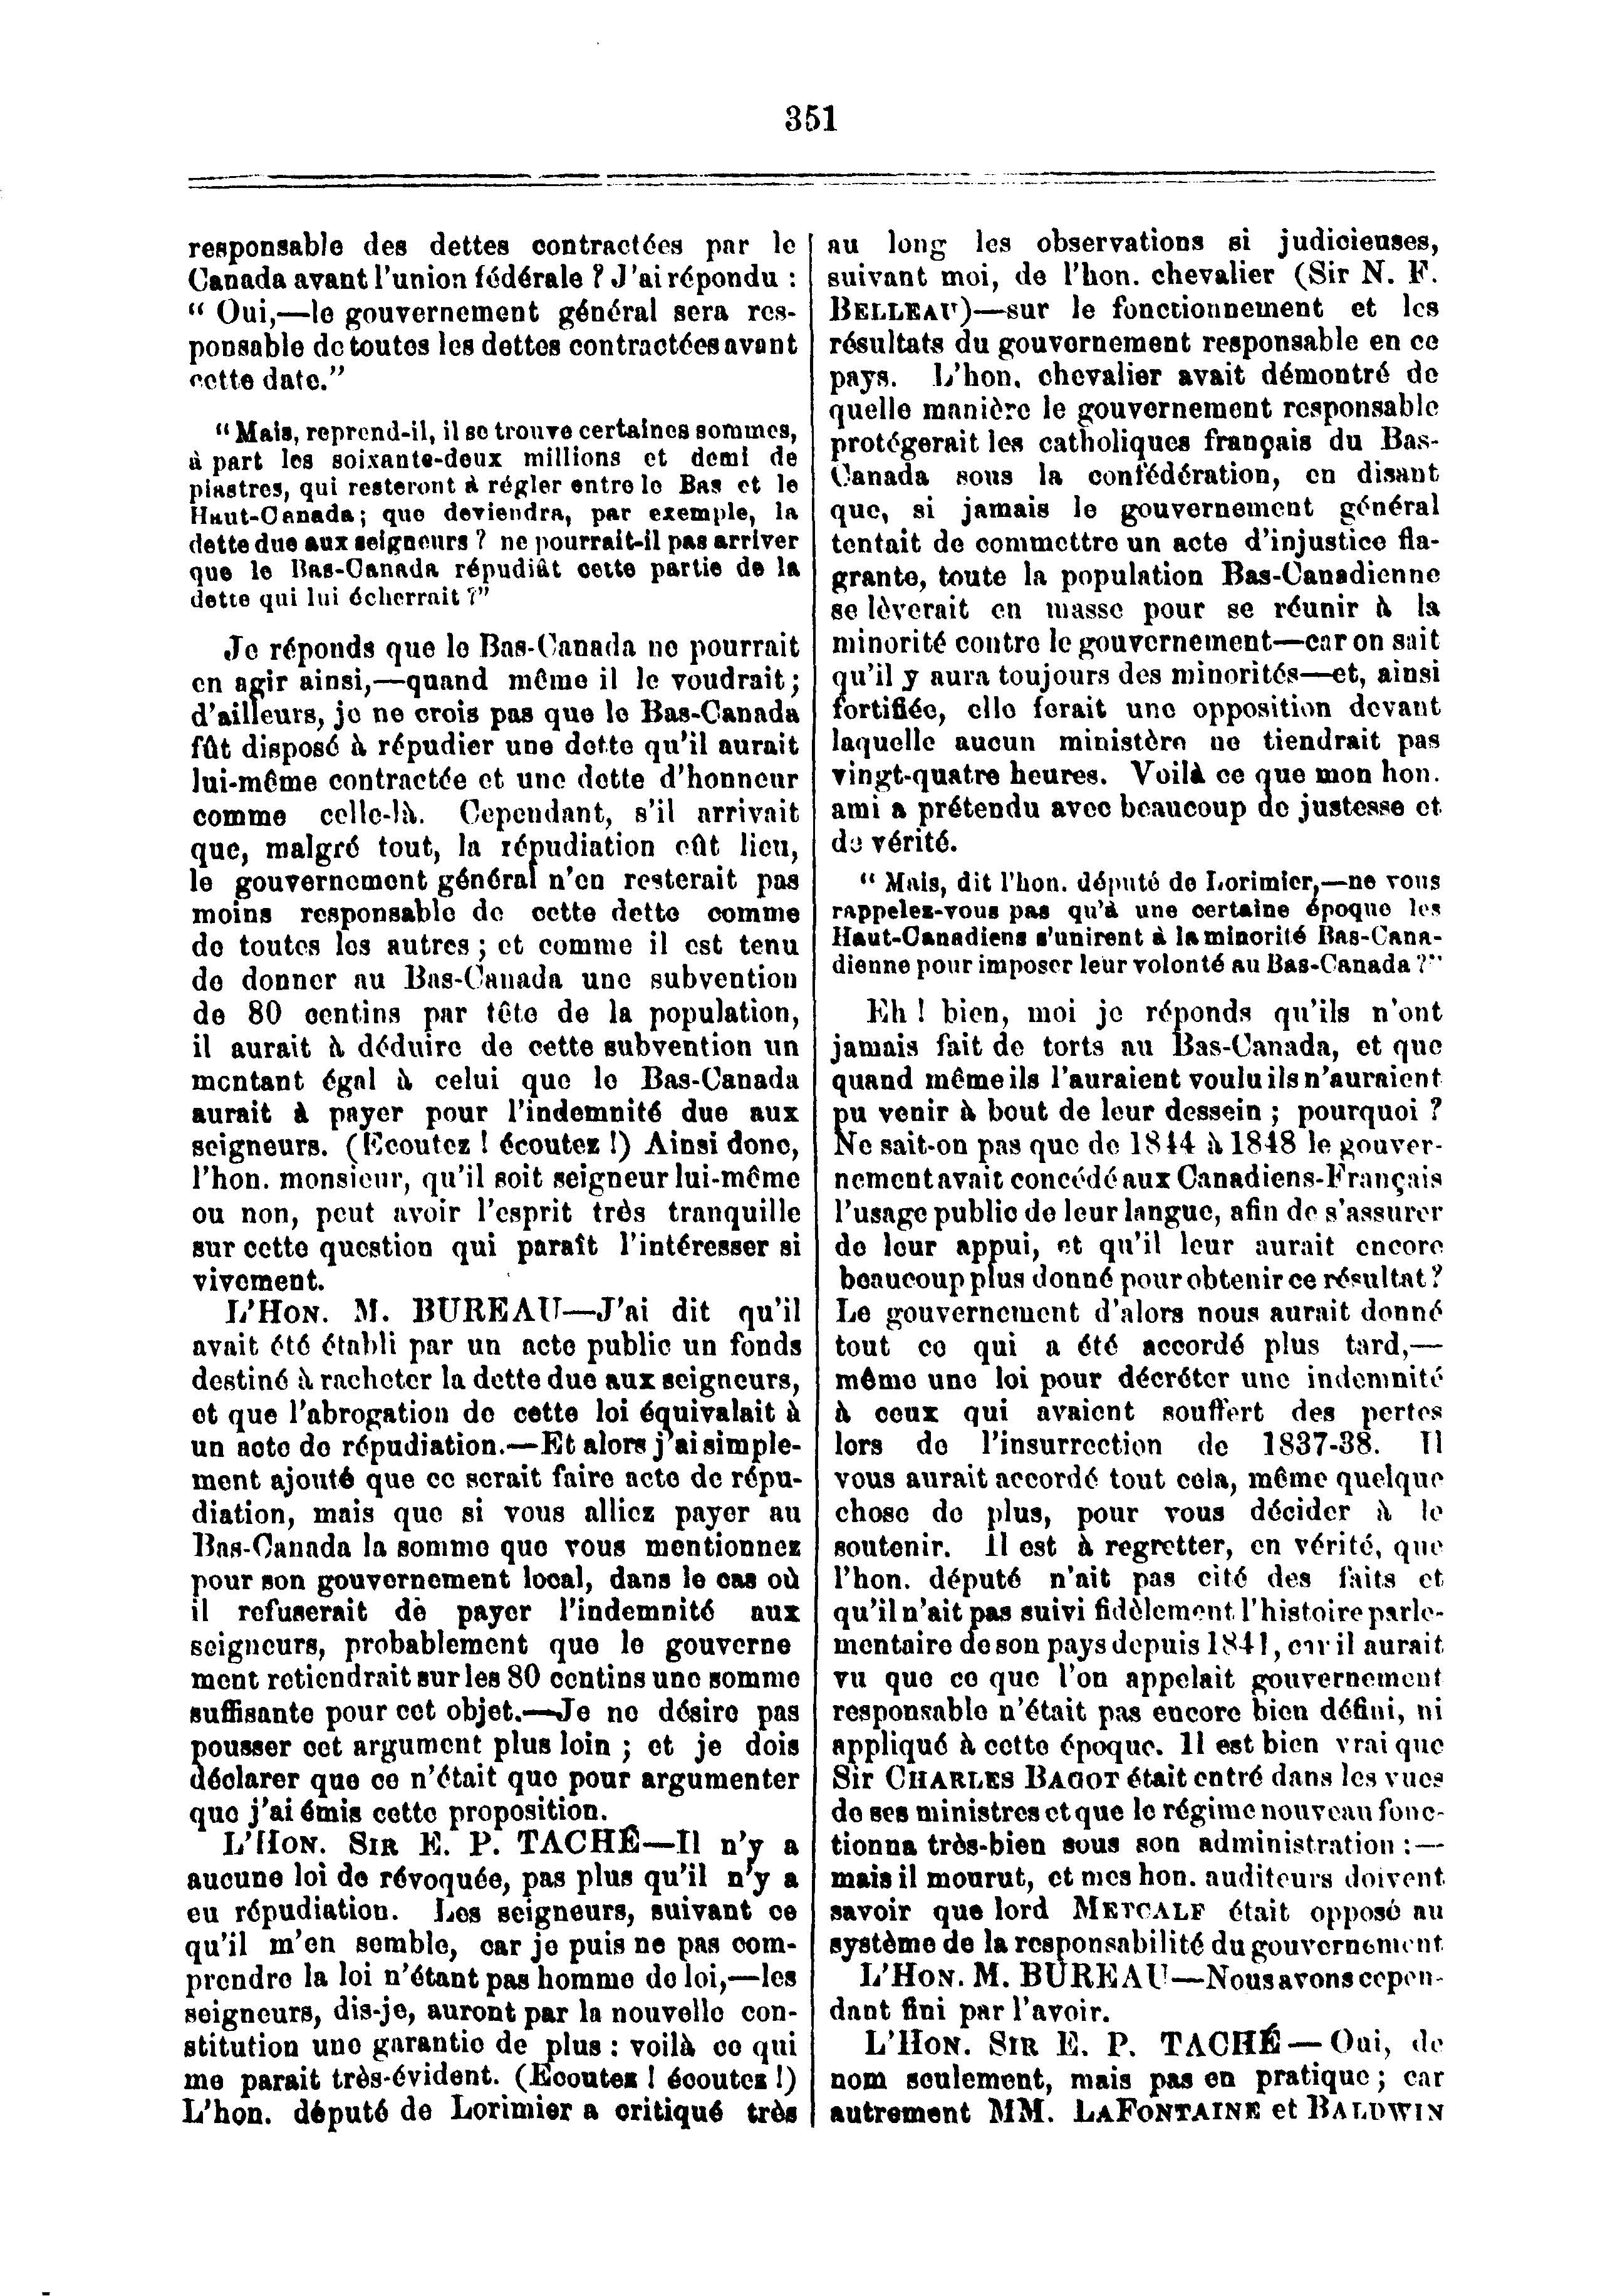 351
responsable des dettes contractées par le
Canada avant l'union fédérale ? J'ai répondu :
“ Oui,—le gouvernement général sera res-
ponsable de toutes les dettes contractées avant
cette date.”
“ Mais, reprend-il, il se trouve certaines sommes,
à part les soixante-deux millions et demi de
piastres, qui resteront à régler entre le Bas et le
Haut-Canada ; que deviendra, par exemple, la
dette due aux seigneurs ? ne pourrait-il pas arriver
que le Bas-Canada répudiât cette partie de la
dette qui lui écherrait ?”
Je réponds que le Bas-Canada ne pourrait
en agir ainsi,—quand même il le voudrait ;
d'ailleurs, je ne crois pas que le Bas-Canada
fût disposé à répudier une dette qu'il aurait
lui-même contractée et une dette d'honneur
comme celle-là. Cependant, s'il arrivait
que, malgré tout, la répudiation eût lieu,
le gouvernement général n'en resterait pas
moins responsable de cette dette comme
de toutes les autres ; et comme il est tenu
de donner au Bas-Canada une subvention
de 80 centins par tête de la population,
il aurait à déduire de cette subvention un
montant égal à celui que le Bas-Canada
aurait à payer pour l'indemnité due aux
seigneurs. (Ecoutez ! écoutez !) Ainsi donc,
l'hon. monsieur, qu'il soit seigneur lui-même
ou non, peut avoir l'esprit très tranquille
sur cette question qui paraît l'intéresser si
vivement.
L'HON. M. BUREAU—J'ai dit qu'il
avait été établi par un acte public un fonds
destiné à racheter la dette due aux seigneurs,
et que l'abrogation de cette loi équivalait à
un acte de répudiation.—Et alors j'ai simple-
ment ajouté que ce serait faire acte de répu-
diation, mais que si vous alliez payer au
Bas-Canada la somme que vous mentionnez
pour son gouvernement local, dans le cas où
il refuserait de payer l'indemnité aux
seigneurs, probablement que le gouverne
ment retiendrait sur les 80 centins une somme
suffisante pour cet objet.—Je ne désire pas
pousser cet argument plus loin ; et je dois
déclarer que ce n'était que pour argumenter
que j'ai émis cette proposition.
L'HON. SIR E. P. TACHÊ—Il n'y a
aucune loi de révoquée, pas plus qu'il n'y a
eu répudiation. Les seigneurs, suivant ce
qu'il m'en semble, car je puis ne pas com-
prendre la loi n'étant pas homme de loi,—les
seigneurs, dis-je, auront par la nouvelle con-
stitution une garantie de plus : voilà ce qui
me parait très-évident. (Ecoutez ! écoutez !)
L'hon. député de Lorimier a critiqué très
au long les observations si judicieuses,
suivant moi, de l'hon. chevalier (Sir N. F.
BELLEAU)—sur le fonctionnement et les
résultats du gouvernement responsable en ce
pays. L'hon. chevalier avait démontré de
quelle manière le gouvernement responsable
protégerait les catholiques français du Bas-
Canada sous la confédération, en disant
que, si jamais le gouvernement général
tentait de commettre un acte d'injustice fla-
grante, toute la population Bas-Canadienne
se lèverait en masse pour se réunir à la
minorité contre le gouvernement—car on sait
qu'il y aura toujours des minorités—et, ainsi
fortifiée, elle ferait une opposition devant
laquelle aucun ministère ne tiendrait pas
vingt-quatre heures. Voilà ce que mon hon.
ami a prétendu avec beaucoup de justesse et
de vérité.
“ Mais, dit l'hon. député de Lorimier,—ne vous
rappelez-vous pas qu'à une certaine époque les
Haut-Canadiens s'unirent à la minorité Bas-Cana-
dienne pour imposer leur volonté au Bas-Canada ?”
Eh ! bien, moi je réponds qu'ils n'ont
jamais fait de torts au Bas-Canada, et que
quand même ils l'auraient voulu ils n'auraient
pu venir à bout de leur dessein ; pourquoi ?
Ne sait-on pas que de 1844 à 1848 le gouver-
nement avait concédé aux Canadiens-Français
l'usage public de leur langue, afin de s'assurer
de leur appui, et qu'il leur aurait encore
beaucoup plus donné pour obtenir ce résultat ?
Le gouvernement d'alors nous aurait donné
tout ce qui a été accordé plus tard,—
même une loi pour décréter une indemnité
à ceux qui avaient souffert des pertes
lors de l'insurrection de 1837-38. Il
vous aurait accordé tout cela, même quelque
chose de plus, pour vous décider à le
soutenir. Il est à regretter, en vérité, que
l'hon. député n'ait pas cité des faits et
qu'il n'ait pas suivi fidèlement l'histoire parle-
mentaire de son pays depuis 1841, car il aurait
vu que ce que l'on appelait gouvernement
responsable n'était pas encore bien défini, ni
appliqué à cette époque. Il est bien vrai que
Sir CHARLES BAGOT était entré dans les vues
de ses ministres et que le régime nouveau fonc-
tionna très-bien sous son administration :—
mais il mourut, et mes hon. auditeurs doivent
savoir que lord METCALF était opposé au
système de la responsabilité du gouvernement
L'HON. M. BUREAU—Nous avons cepen-
dant fini par l'avoir.
L'HON. SIR E. P. TACHÉ — Oui, de
nom seulement, mais pas en pratique ; car
autrement MM. LAFONTAINE et BALDWIN